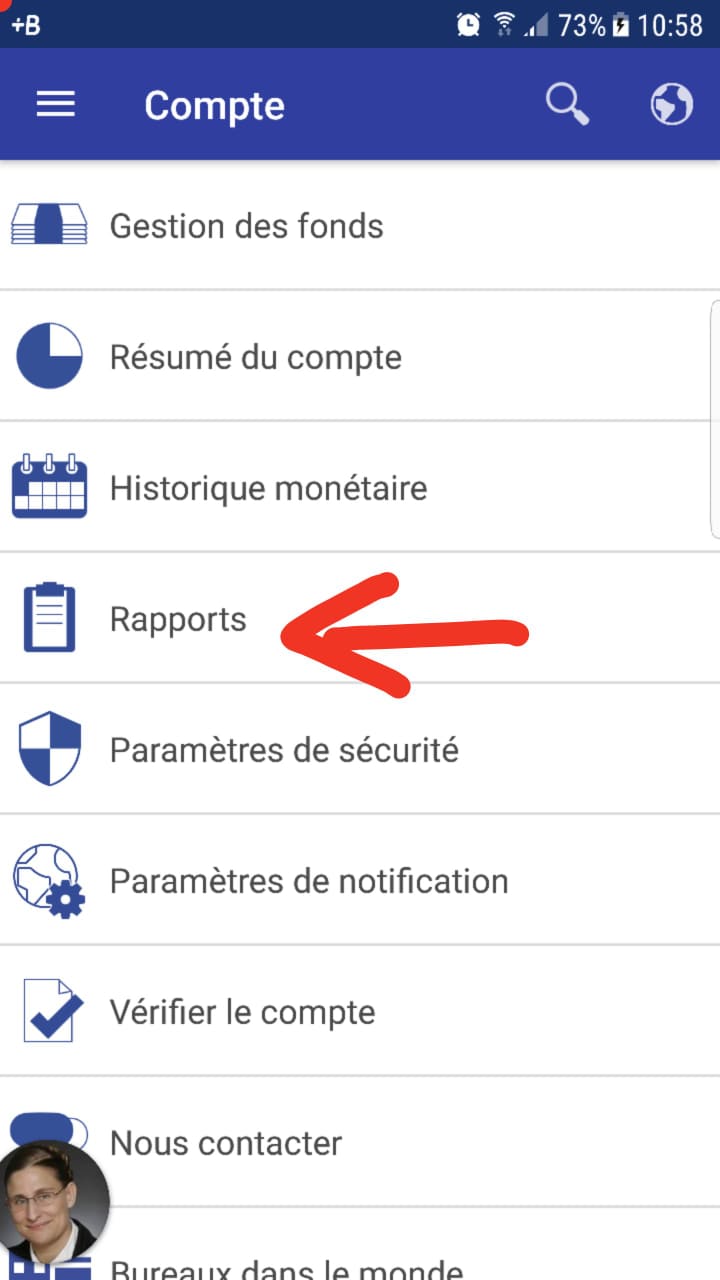 +B
73% 10:58
Compte
Gestion des fonds
Résumé du compte
Historique monétaire
Rapports
Paramètres de sécurité
Paramètres de notification
Vérifier le compte
Nous contacter
Bureaux dans le monde